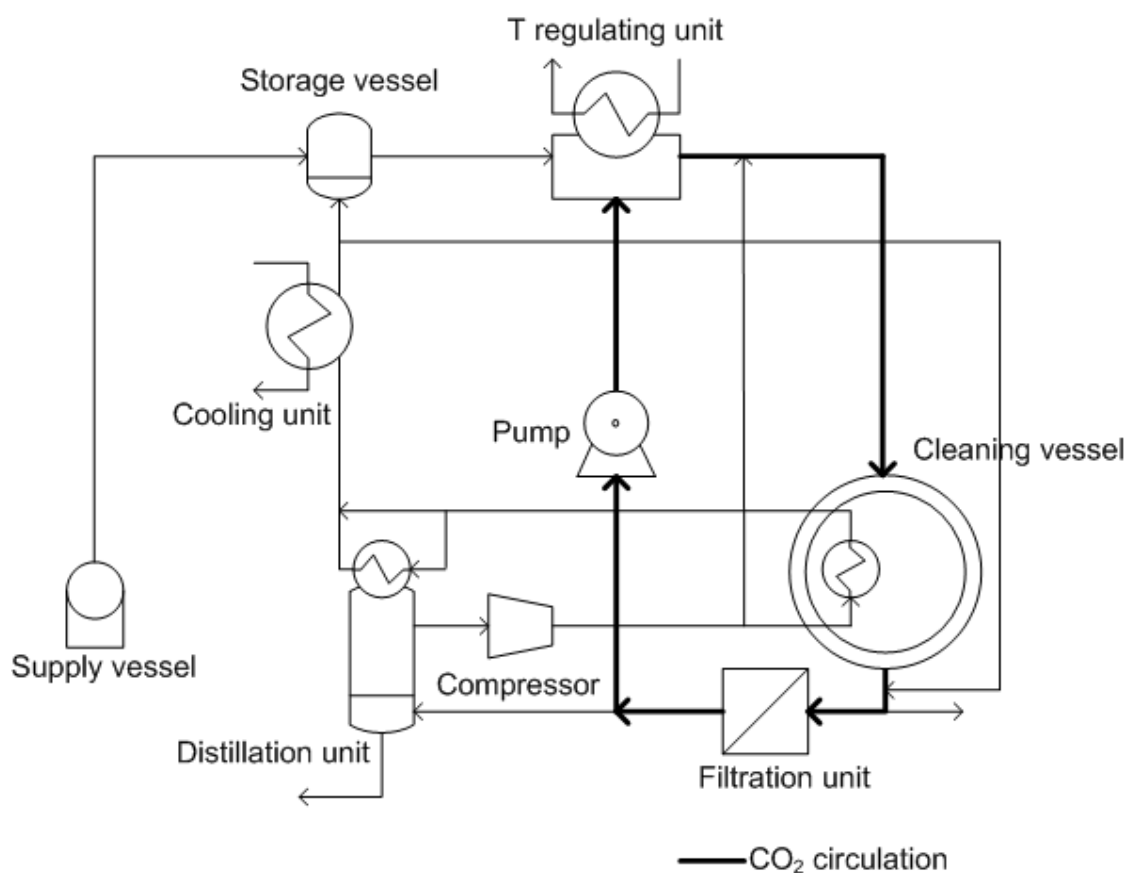 T regulating unit
Storage vessel
Cooling unit
Pump
Cleaning vessel
Supply vessel
Compressor
Distillation unit
Filtration unit
CO₂ circulation